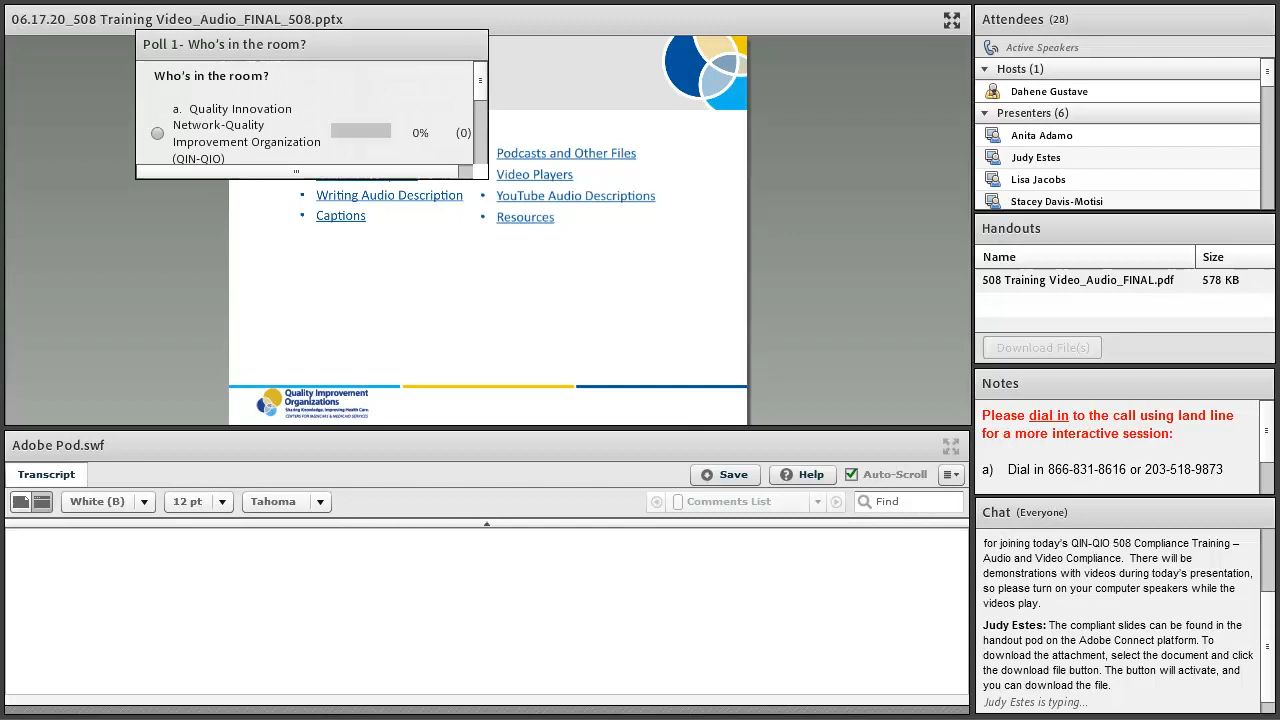 06.17.20_508 Training Video_Audio_FINAL_508.pptx
Poll 1- Who's in the room?
Who's in the room?
a. Quality Innovation
Network-Quality
Improvement Organization
(QIN-QIO)
0%
(0)
• Writing Audio Description
• Captions
Podcasts and Other Files
Video Players
• YouTube Audio Descriptions
• Resources
Quality Improvement
Organizations
Sharing Knowledge. Improving Health Care.
CENTERS FOR MEDICARE & MEDICAID SERVICES
Adobe Pod.swf
Transcript
Save
Help
Auto-Scroll
White (B)
12 pt
Tahoma
Comments List
Find
Attendees (28)
Active Speakers
Hosts (1)
Dahene Gustave
Presenters (6)
Anita Adamo
Judy Estes
Lisa Jacobs
Stacey Davis-Motisi
Handouts
Name Size
508 Training Video_Audio_FINAL.pdf 578 KB
Download File(s)
Notes
Please dial in to the call using land line
for a more interactive session:
a) Dial in 866-831-8616 or 203-518-9873
Chat (Everyone)
for joining today's QIN-QIO 508 Compliance Training –
Audio and Video Compliance. There will be
demonstrations with videos during today's presentation,
so please turn on your computer speakers while the
videos play.
Judy Estes: The compliant slides can be found in the
handout pod on the Adobe Connect platform. To
download the attachment, select the document and click
the download file button. The button will activate, and
you can download the file.
Judy Estes is typing...